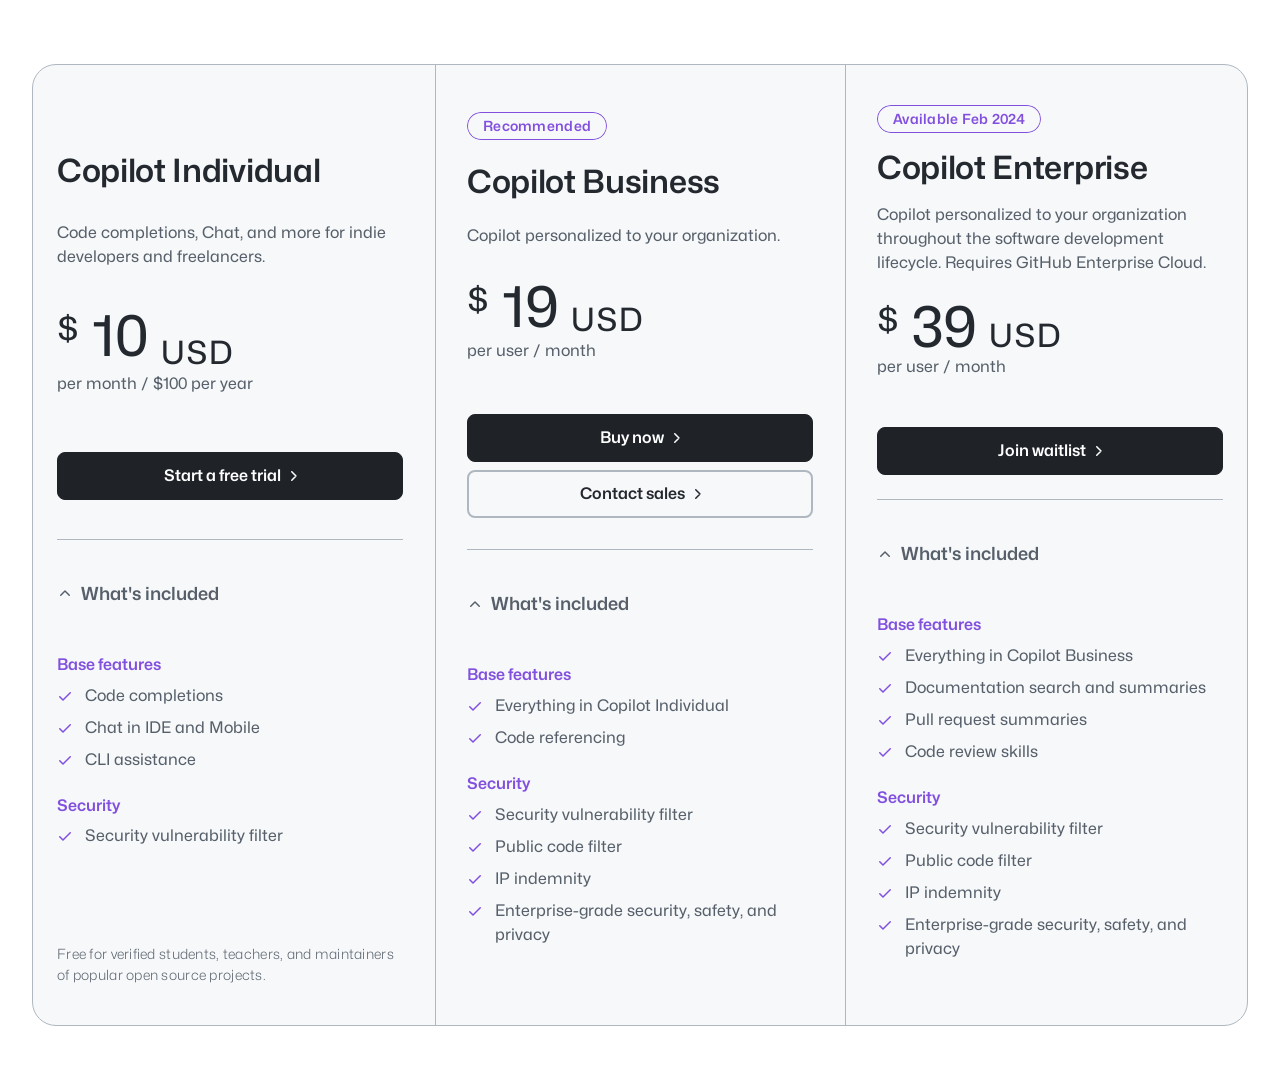 Copilot Individual
Code completions, Chat, and more for indie
developers and freelancers.
$ 10 USD
per month / $100 per year
Start a free trial
What's included
Base features
Code completions
Chat in IDE and Mobile
CLI assistance
Security
Security vulnerability filter
Free for verified students, teachers, and maintainers
of popular open source projects.
Recommended
Copilot Business
Copilot personalized to your organization.
$ 19 USD
per user / month
Buy now
Contact sales
What's included
Base features
Everything in Copilot Individual
Code referencing
Security
Security vulnerability filter
Public code filter
IP indemnity
Enterprise-grade security, safety, and
privacy
Available Feb 2024
Copilot Enterprise
Copilot personalized to your organization
throughout the software development
lifecycle. Requires GitHub Enterprise Cloud.
$ 39 USD
per user / month
Join waitlist
What's included
Base features
Everything in Copilot Business
Documentation search and summaries
Pull request summaries
Code review skills
Security
Security vulnerability filter
Public code filter
IP indemnity
Enterprise-grade security, safety, and
privacy